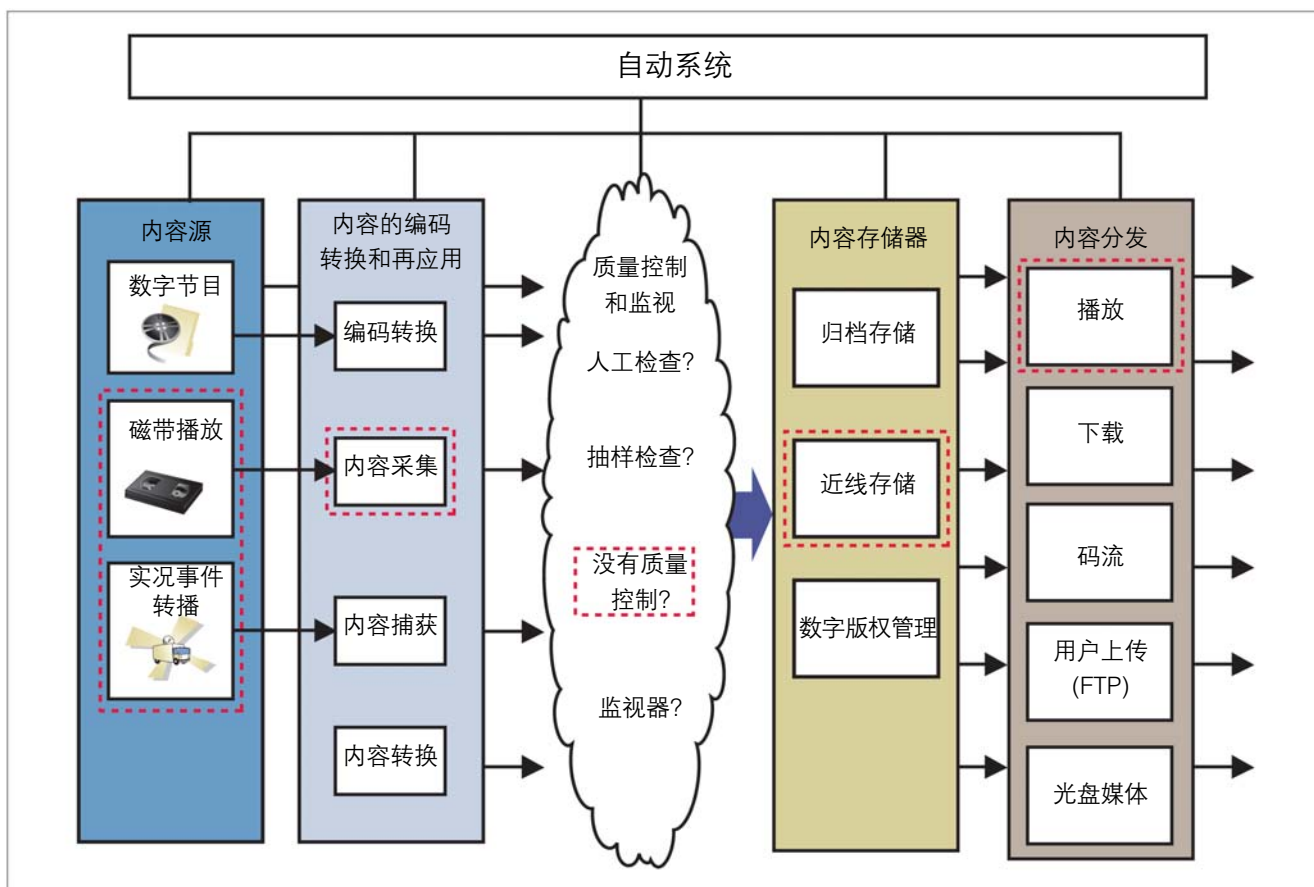 自动系统
内容源
数字节目
磁带播放
实况事件
转播
内容的编码
转换和再应用
编码转换
内容采集
内容捕获
内容转换
质量控制
和监视
人工检查?
抽样检查?
没有质量
控制?
监视器?
内容存储器
归档存储
近线存储
数字版权管理
内容分发
播放
下载
码流
用户上传
(FTP)
光盘媒体